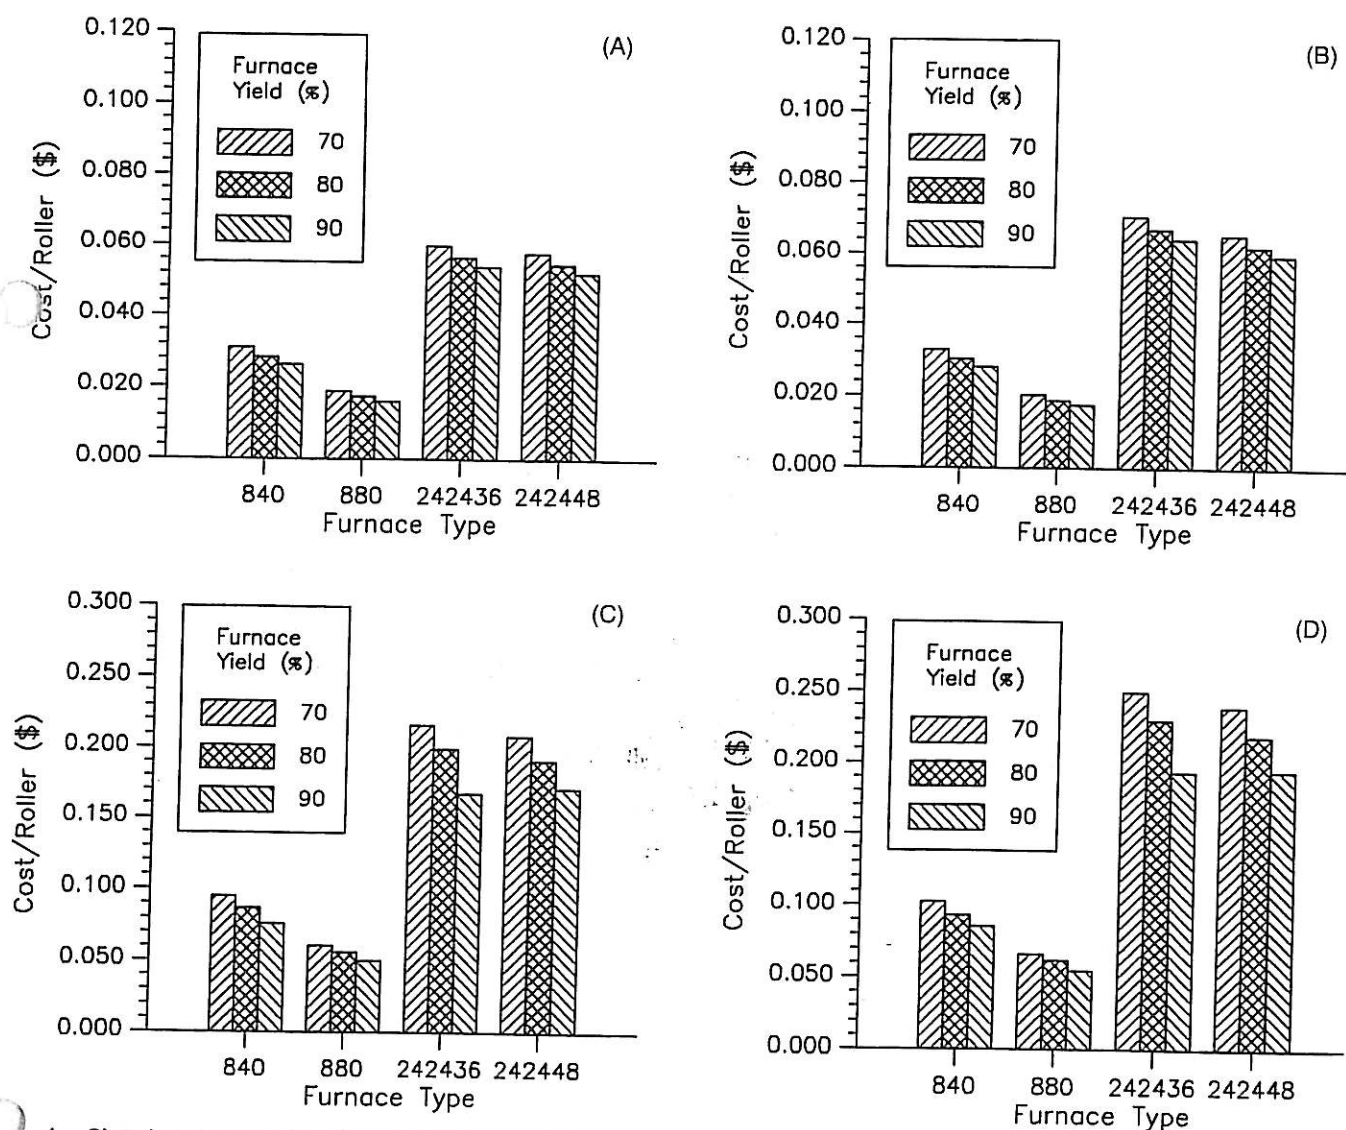 (A)
0.120
0.100
0.080
0.060
0.040
0.020
0.000
Cost/Roller ($)
Furnace
Yield (%)
70
80
90
840 880 242436 242448
Furnace Type
(B)
0.120
0.100
0.080
0.060
0.040
0.020
0.000
Cost/Roller ($)
Furnace
Yield (%)
70
80
90
840 880 242436 242448
Furnace Type
(C)
0.300
0.250
0.200
0.150
0.100
0.050
0.000
Cost/Roller ($)
Furnace
Yield (%)
70
80
90
840 880 242436 242448
Furnace Type
(D)
0.300
0.250
0.200
0.150
0.100
0.050
0.000
Cost/Roller ($)
Furnace
Yield (%)
70
80
90
840 880 242436 242448
Furnace Type